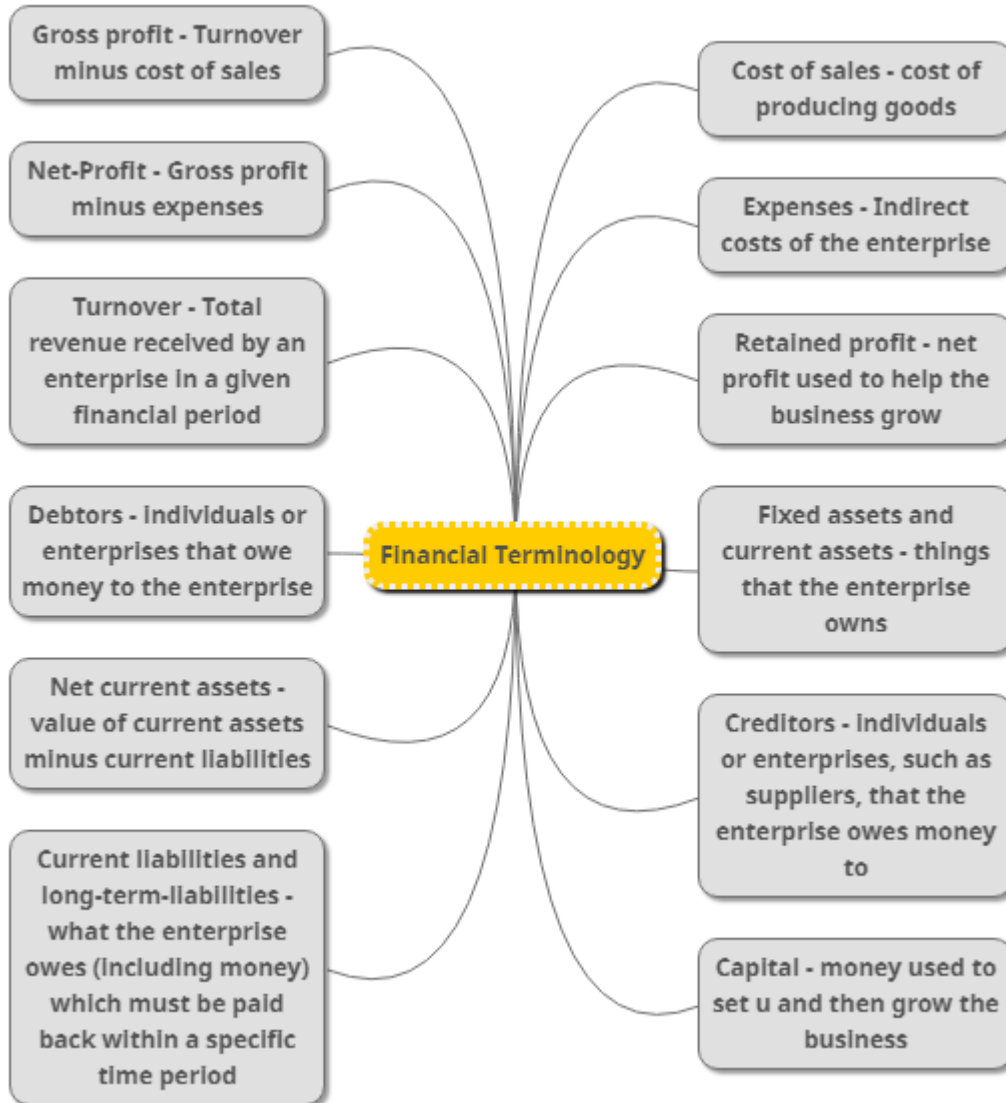 Gross profit - Turnover
minus cost of sales
Net-Profit - Gross profit
minus expenses
Turnover - Total
revenue received by an
enterprise in a given
financial period
Debtors - individuals or
enterprises that owe
money to the enterprise
Net current assets -
value of current assets
minus current liabilities
Current liabilities and
long-term-liabilities -
what the enterprise
owes (including money)
which must be paid
back within a specific
time period
Financial Terminology
Cost of sales - cost of
producing goods
Expenses - Indirect
costs of the enterprise
Retained profit - net
profit used to help the
business grow
Fixed assets and
current assets - things
that the enterprise
owns
Creditors - individuals
or enterprises, such as
suppliers, that the
enterprise owes money
to
Capital - money used to
set u and then grow the
business